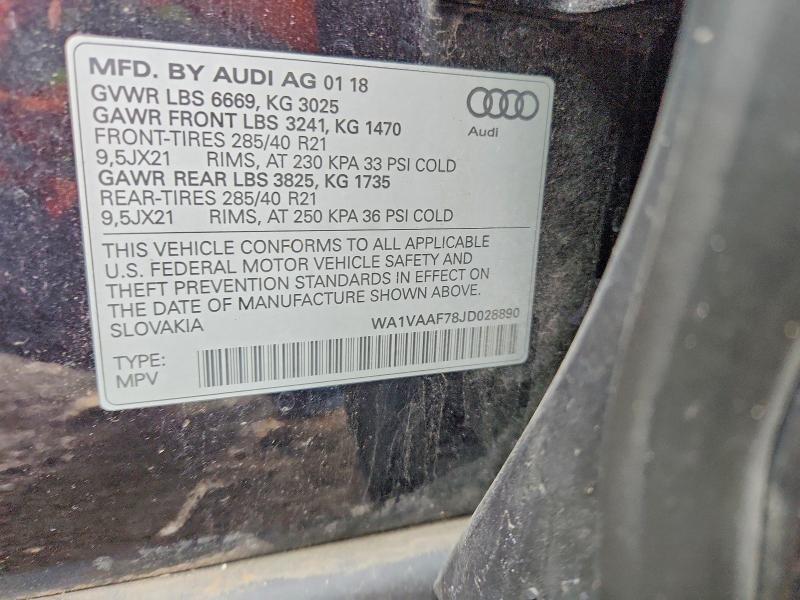 MFD. BY AUDI AG 01 18
GVWR LBS 6669, KG 3025
GAWR FRONT LBS 3241, KG 1470
FRONT-TIRES 285/40 R21
9,5JX21 RIMS, AT 230 KPA 33 PSI COLD
GAWR REAR LBS 3825, KG 1735
REAR-TIRES 285/40 R21
9,5JX21 RIMS, AT 250 KPA 36 PSI COLD
Audi
THIS VEHICLE CONFORMS TO ALL APPLICABLE
U.S. FEDERAL MOTOR VEHICLE SAFETY AND
THEFT PREVENTION STANDARDS IN EFFECT ON
THE DATE OF MANUFACTURE SHOWN ABOVE.
SLOVAKIA WA1VAAF78JD028890
TYPE:
MPV